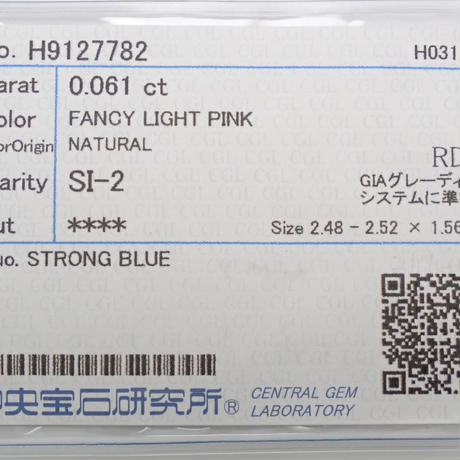 o. H9127782 H031
arat 0.061 ct
olor FANCY LIGHT PINK
orOrigin NATURAL
arity SI-2 RD
GIAグレーディ
システムに準
ut ****
Size 2.48 - 2.52 × 1.56
uo. STRONG BLUE
中央宝石研究所® CENTRAL GEM
LABORATORY